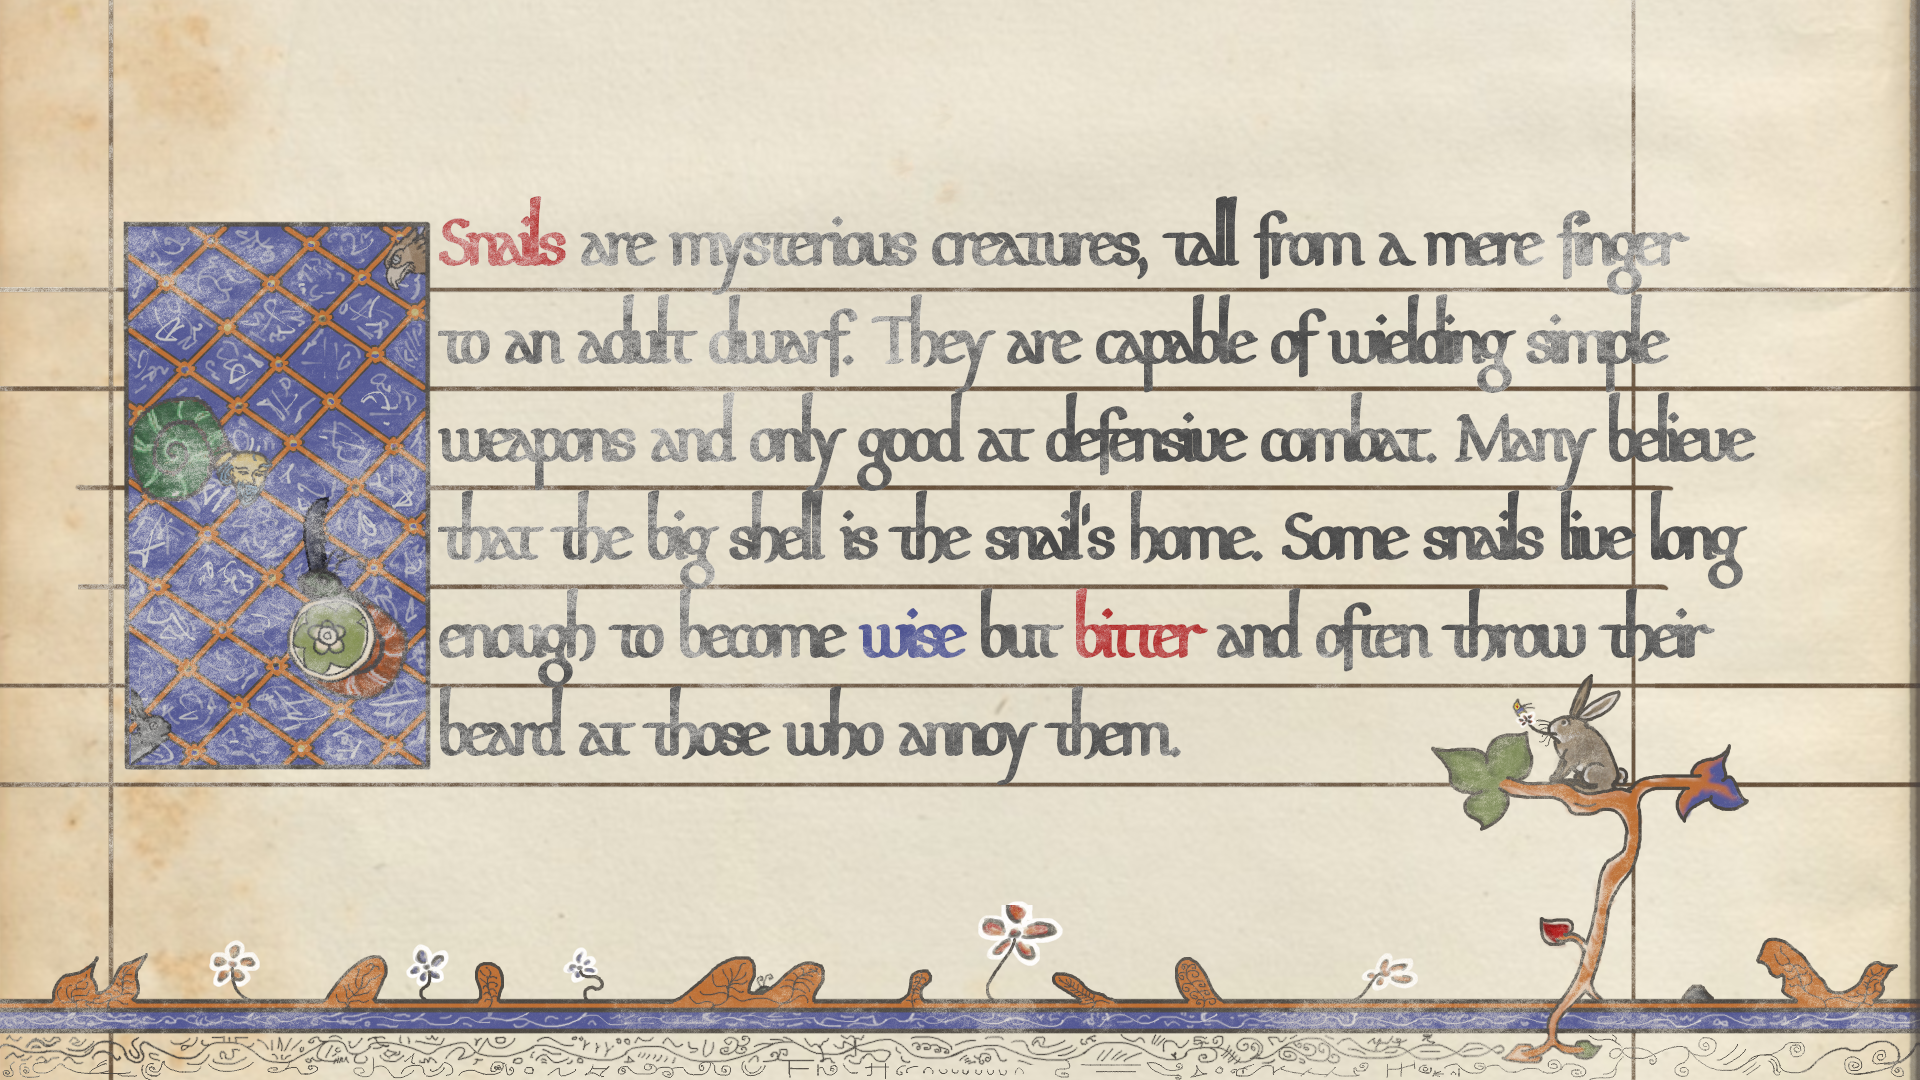 Snails are mysterious creatures, tall from a mere finger
to an adult dwarf. They are capable of wielding simple
weapons and only good at defensive combat. Many believe
that the big shell is the snail's home. Some snails live long
enough to become wise but bitter and often throw their
beard at those who annoy them.